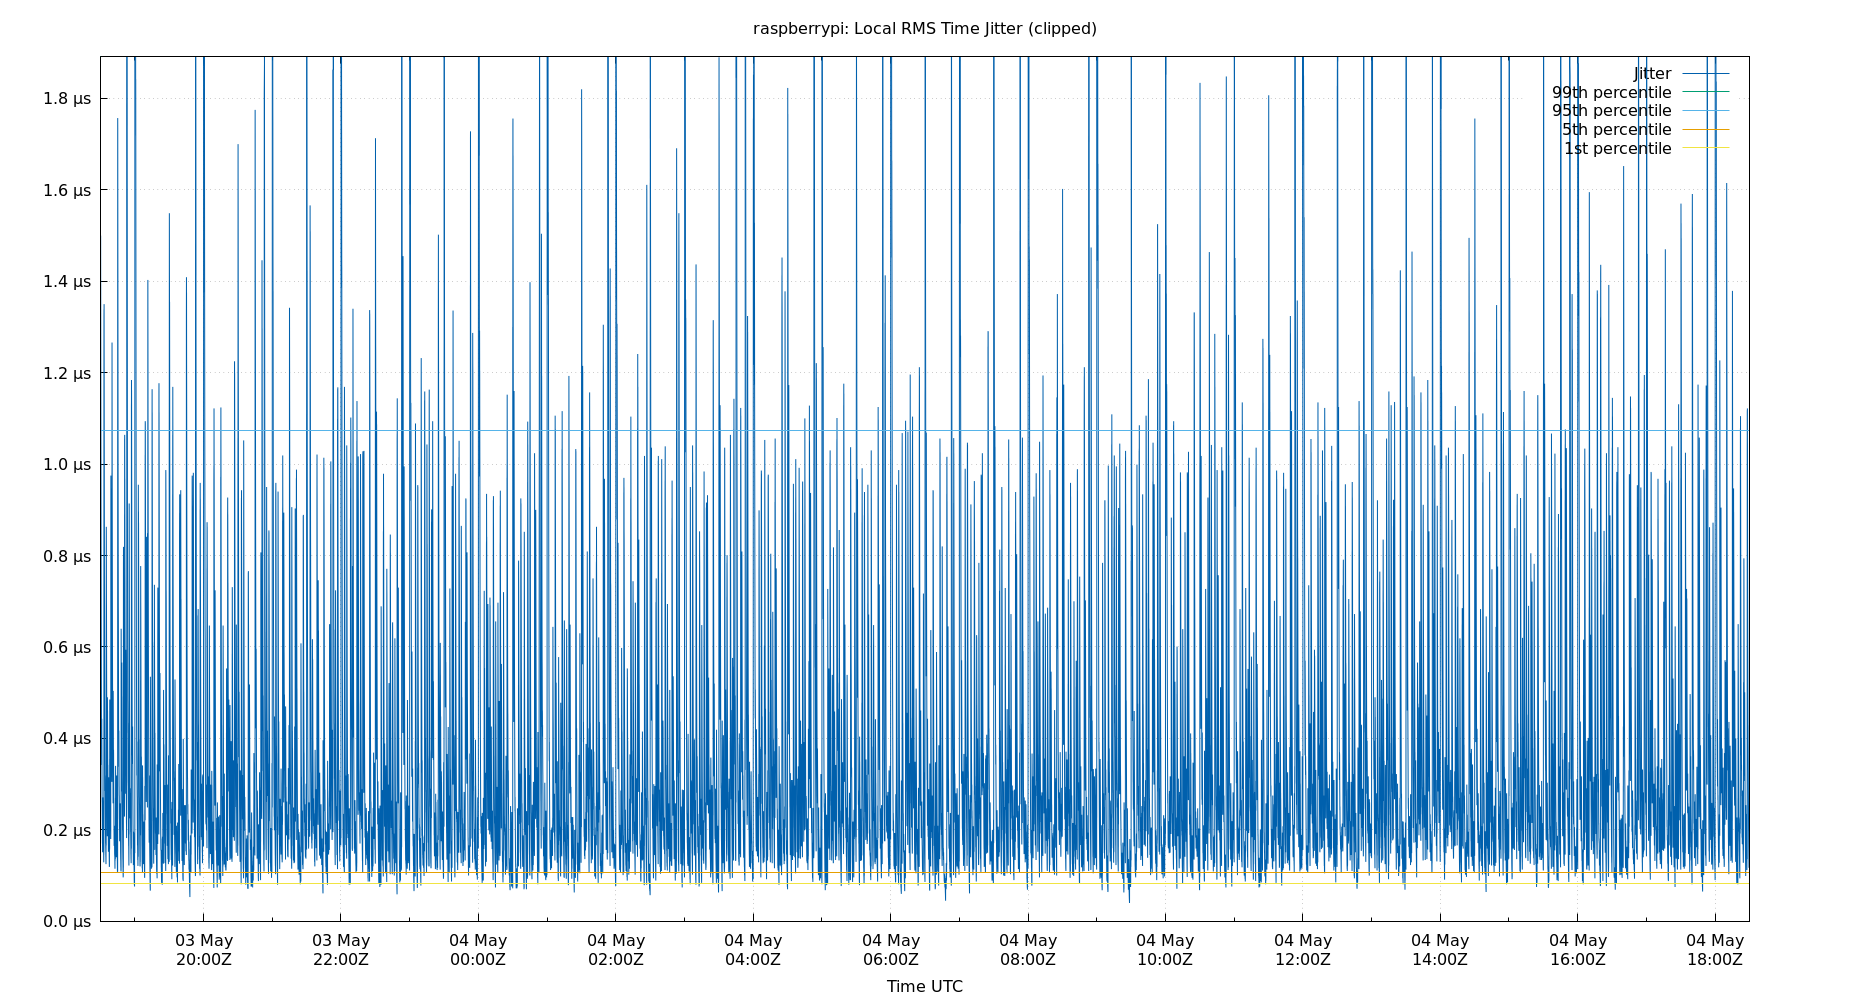 raspberrypi: Local RMS Time Jitter (clipped)
Jitter
99th percentile
95th percentile
5th percentile
1st percentile
1.8 µs
1.6 µs
1.4 µs
1.2 µs
1.0 µs
0.8 µs
0.6 µs
0.4 µs
0.2 µs
0.0 µs
03 May 03 May 04 May 04 May 04 May 04 May 04 May 04 May 04 May 04 May 04 May 04 May
20:00Z 22:00Z 00:00Z 02:00Z 04:00Z 06:00Z 08:00Z 10:00Z 12:00Z 14:00Z 16:00Z 18:00Z
Time UTC